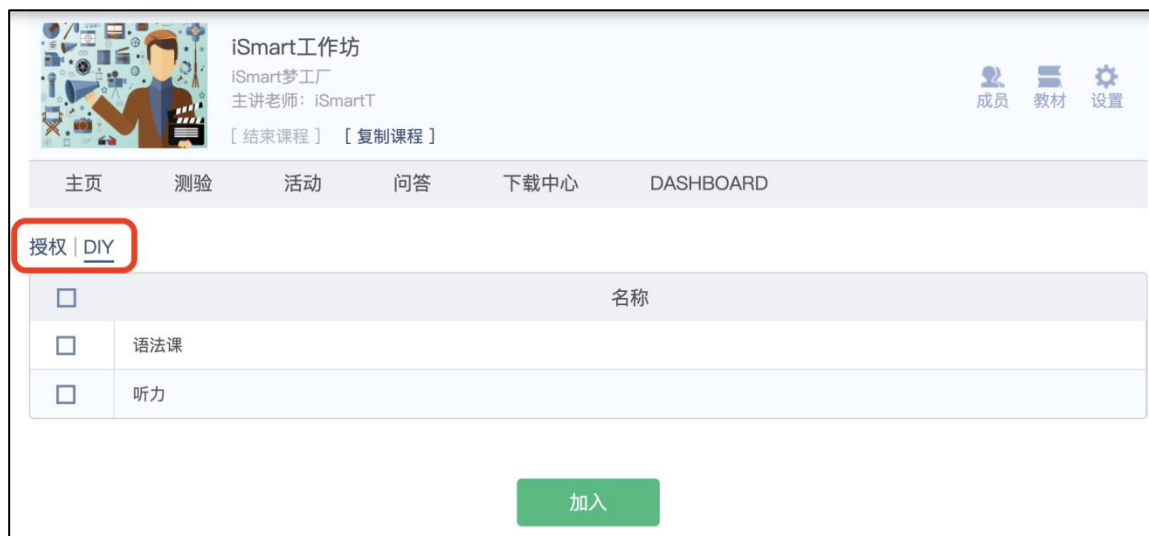 iSmart工作坊
iSmart梦工厂
主讲老师：iSmartT
[ 结束课程 ] [ 复制课程 ]
成员 教材 设置
主页 测验 活动 问答 下载中心 DASHBOARD
授权 | DIY
名称
语法课
听力
加入